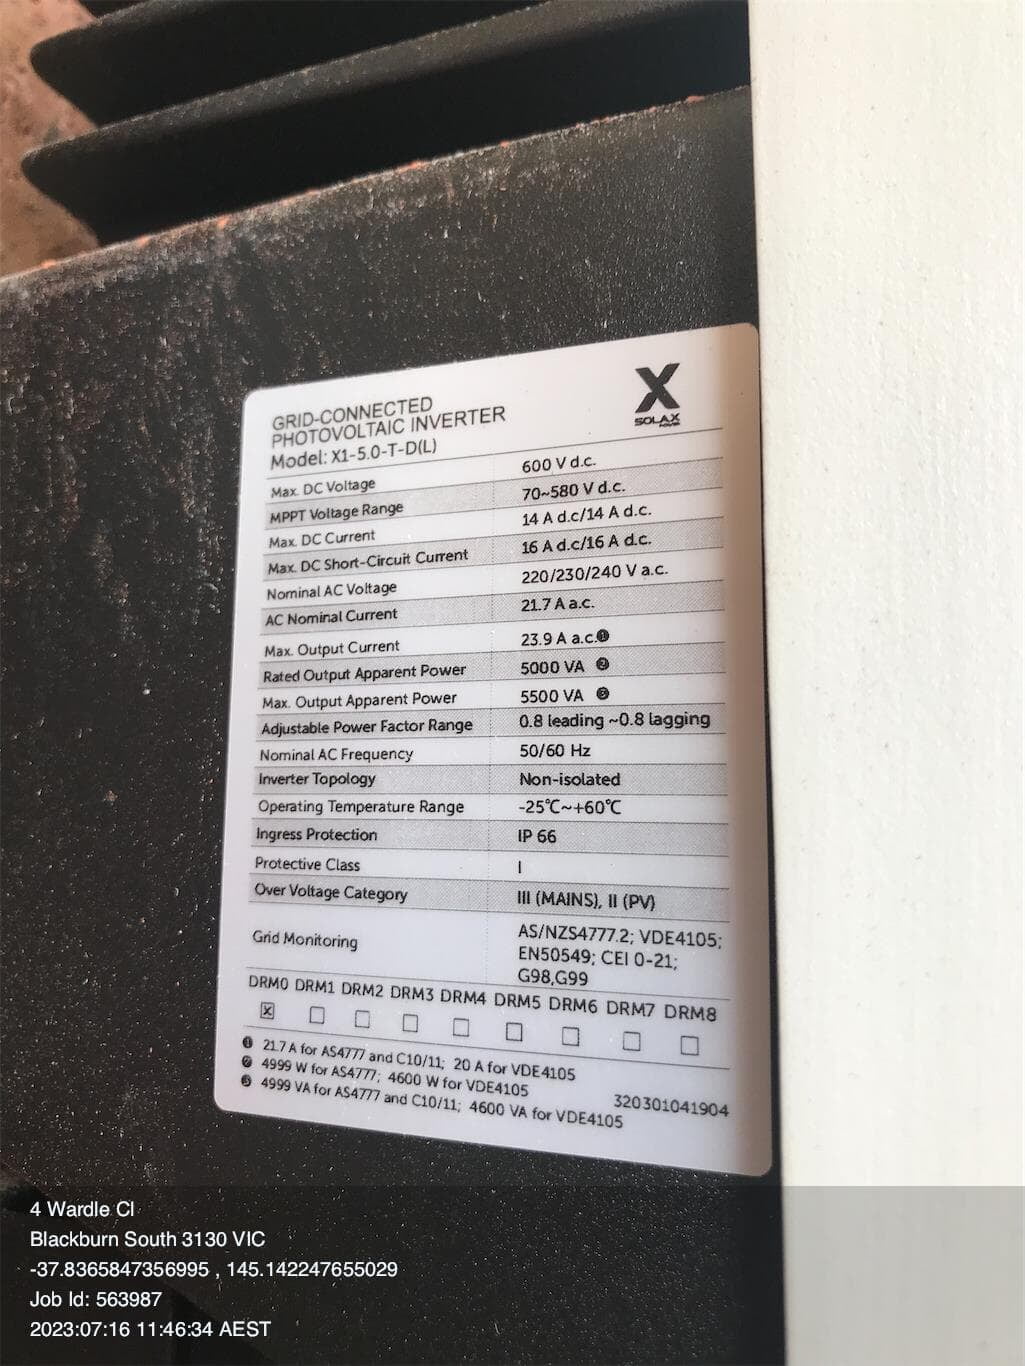 X
SOLAX
POWER
GRID-CONNECTED
PHOTOVOLTAIC INVERTER
Model: X1-5.0-T-D(L)
Max. DC Voltage 600 V d.c.
MPPT Voltage Range 70~580 V d.c.
Max. DC Current 14 A d.c/14 A d.c.
Max. DC Short-Circuit Current 16 A d.c/16 A d.c.
Nominal AC Voltage 220/230/240 V a.c.
AC Nominal Current 21.7 A a.c.
Max. Output Current 23.9 A a.c.❶
Rated Output Apparent Power 5000 VA ❷
Max. Output Apparent Power 5500 VA ❸
Adjustable Power Factor Range 0.8 leading ~0.8 lagging
Nominal AC Frequency 50/60 Hz
Inverter Topology Non-isolated
Operating Temperature Range -25℃~+60℃
Ingress Protection IP 66
Protective Class I
Over Voltage Category III (MAINS), II (PV)
Grid Monitoring AS/NZS4777.2; VDE4105;
EN50549; CEI 0-21;
G98,G99
DRM0 DRM1 DRM2 DRM3 DRM4 DRM5 DRM6 DRM7 DRM8
☒ ☐ ☐ ☐ ☐ ☐ ☐ ☐ ☐
❶ 21.7 A for AS4777 and C10/11; 20 A for VDE4105
❷ 4999 W for AS4777; 4600 W for VDE4105
❸ 4999 VA for AS4777 and C10/11; 4600 VA for VDE4105
320301041904
4 Wardle Cl
Blackburn South 3130 VIC
-37.8365847356995 , 145.142247655029
Job Id: 563987
2023:07:16 11:46:34 AEST